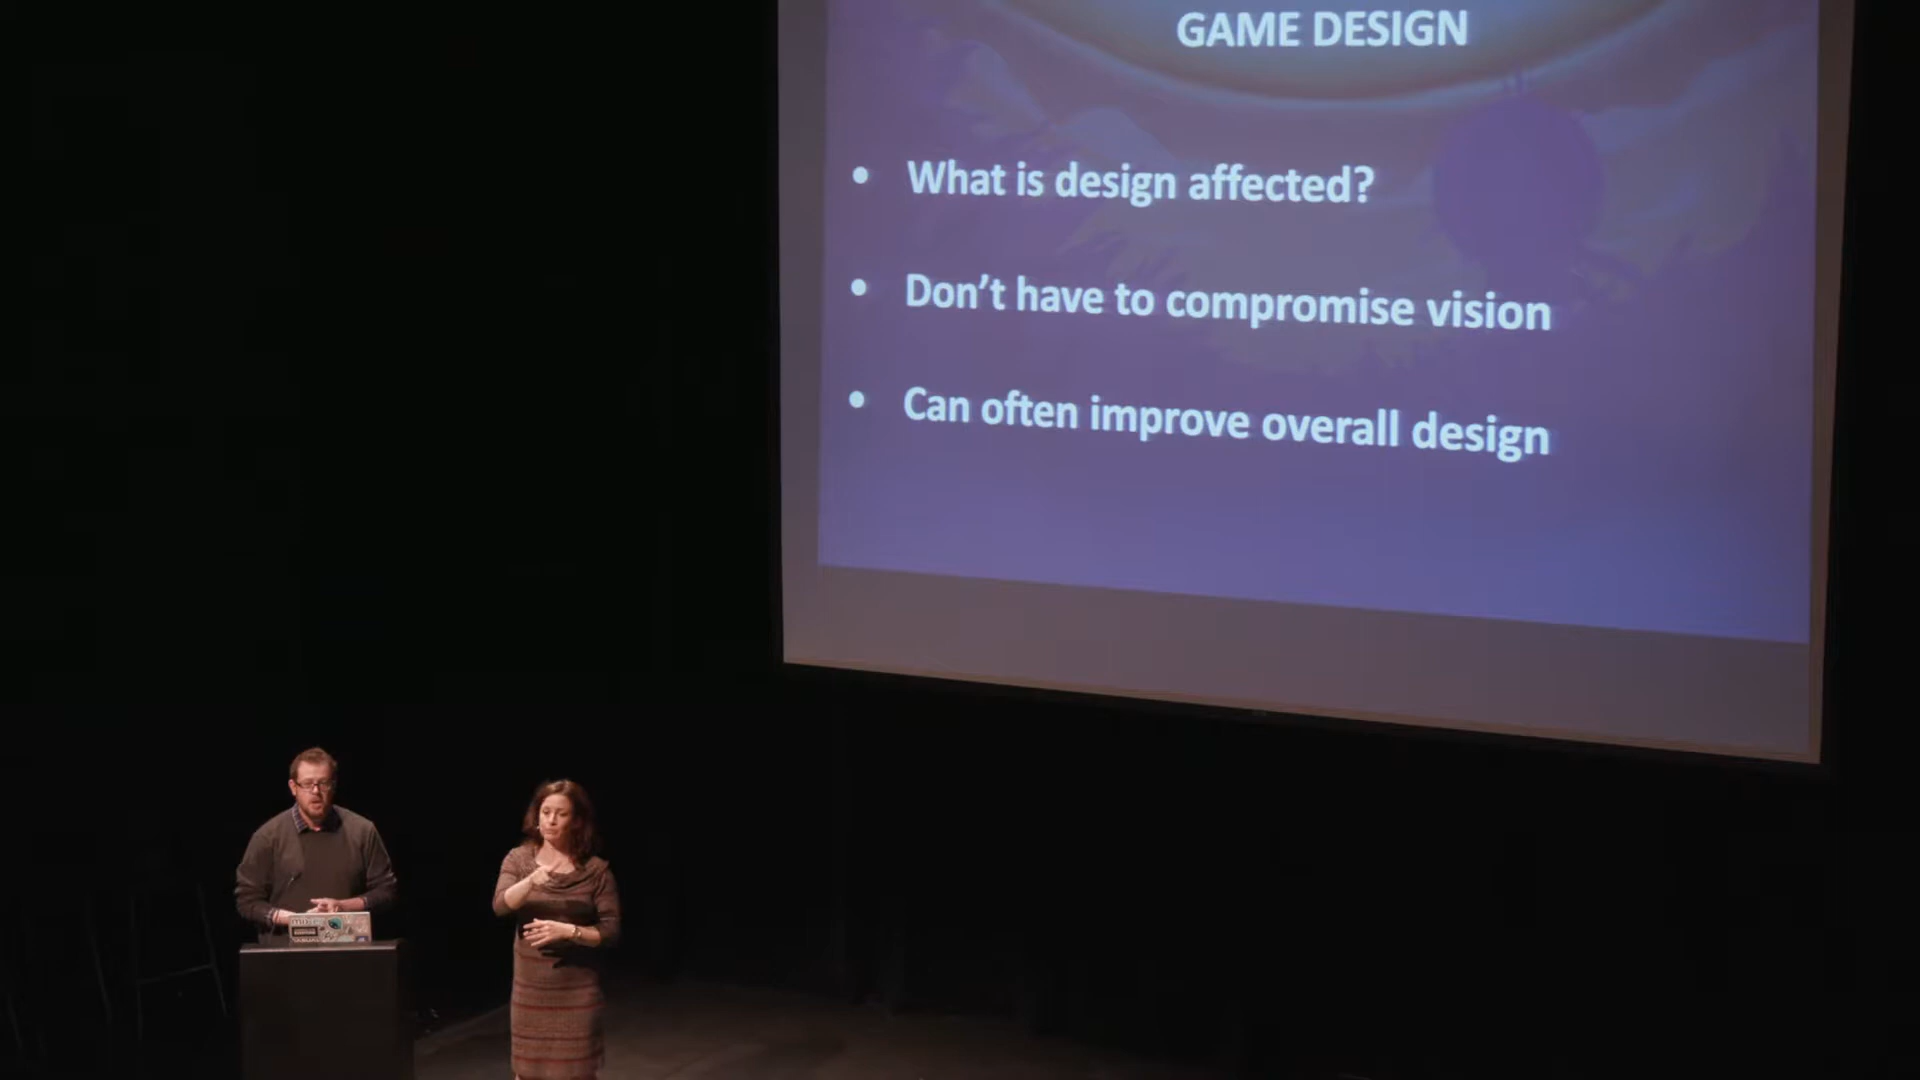 GAME DESIGN
• What is design affected?
• Don’t have to compromise vision
• Can often improve overall design